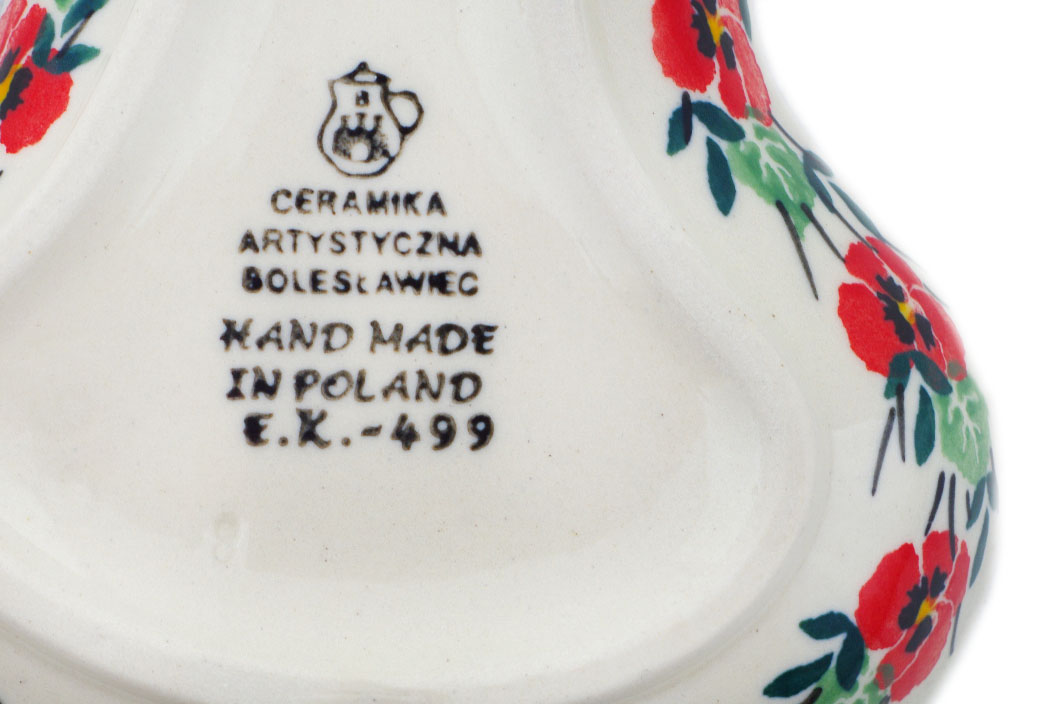 B
CERAMIKA
ARTYSTYCZNA
BOLESŁAWIEC
HAND MADE
IN POLAND
E.K.-499